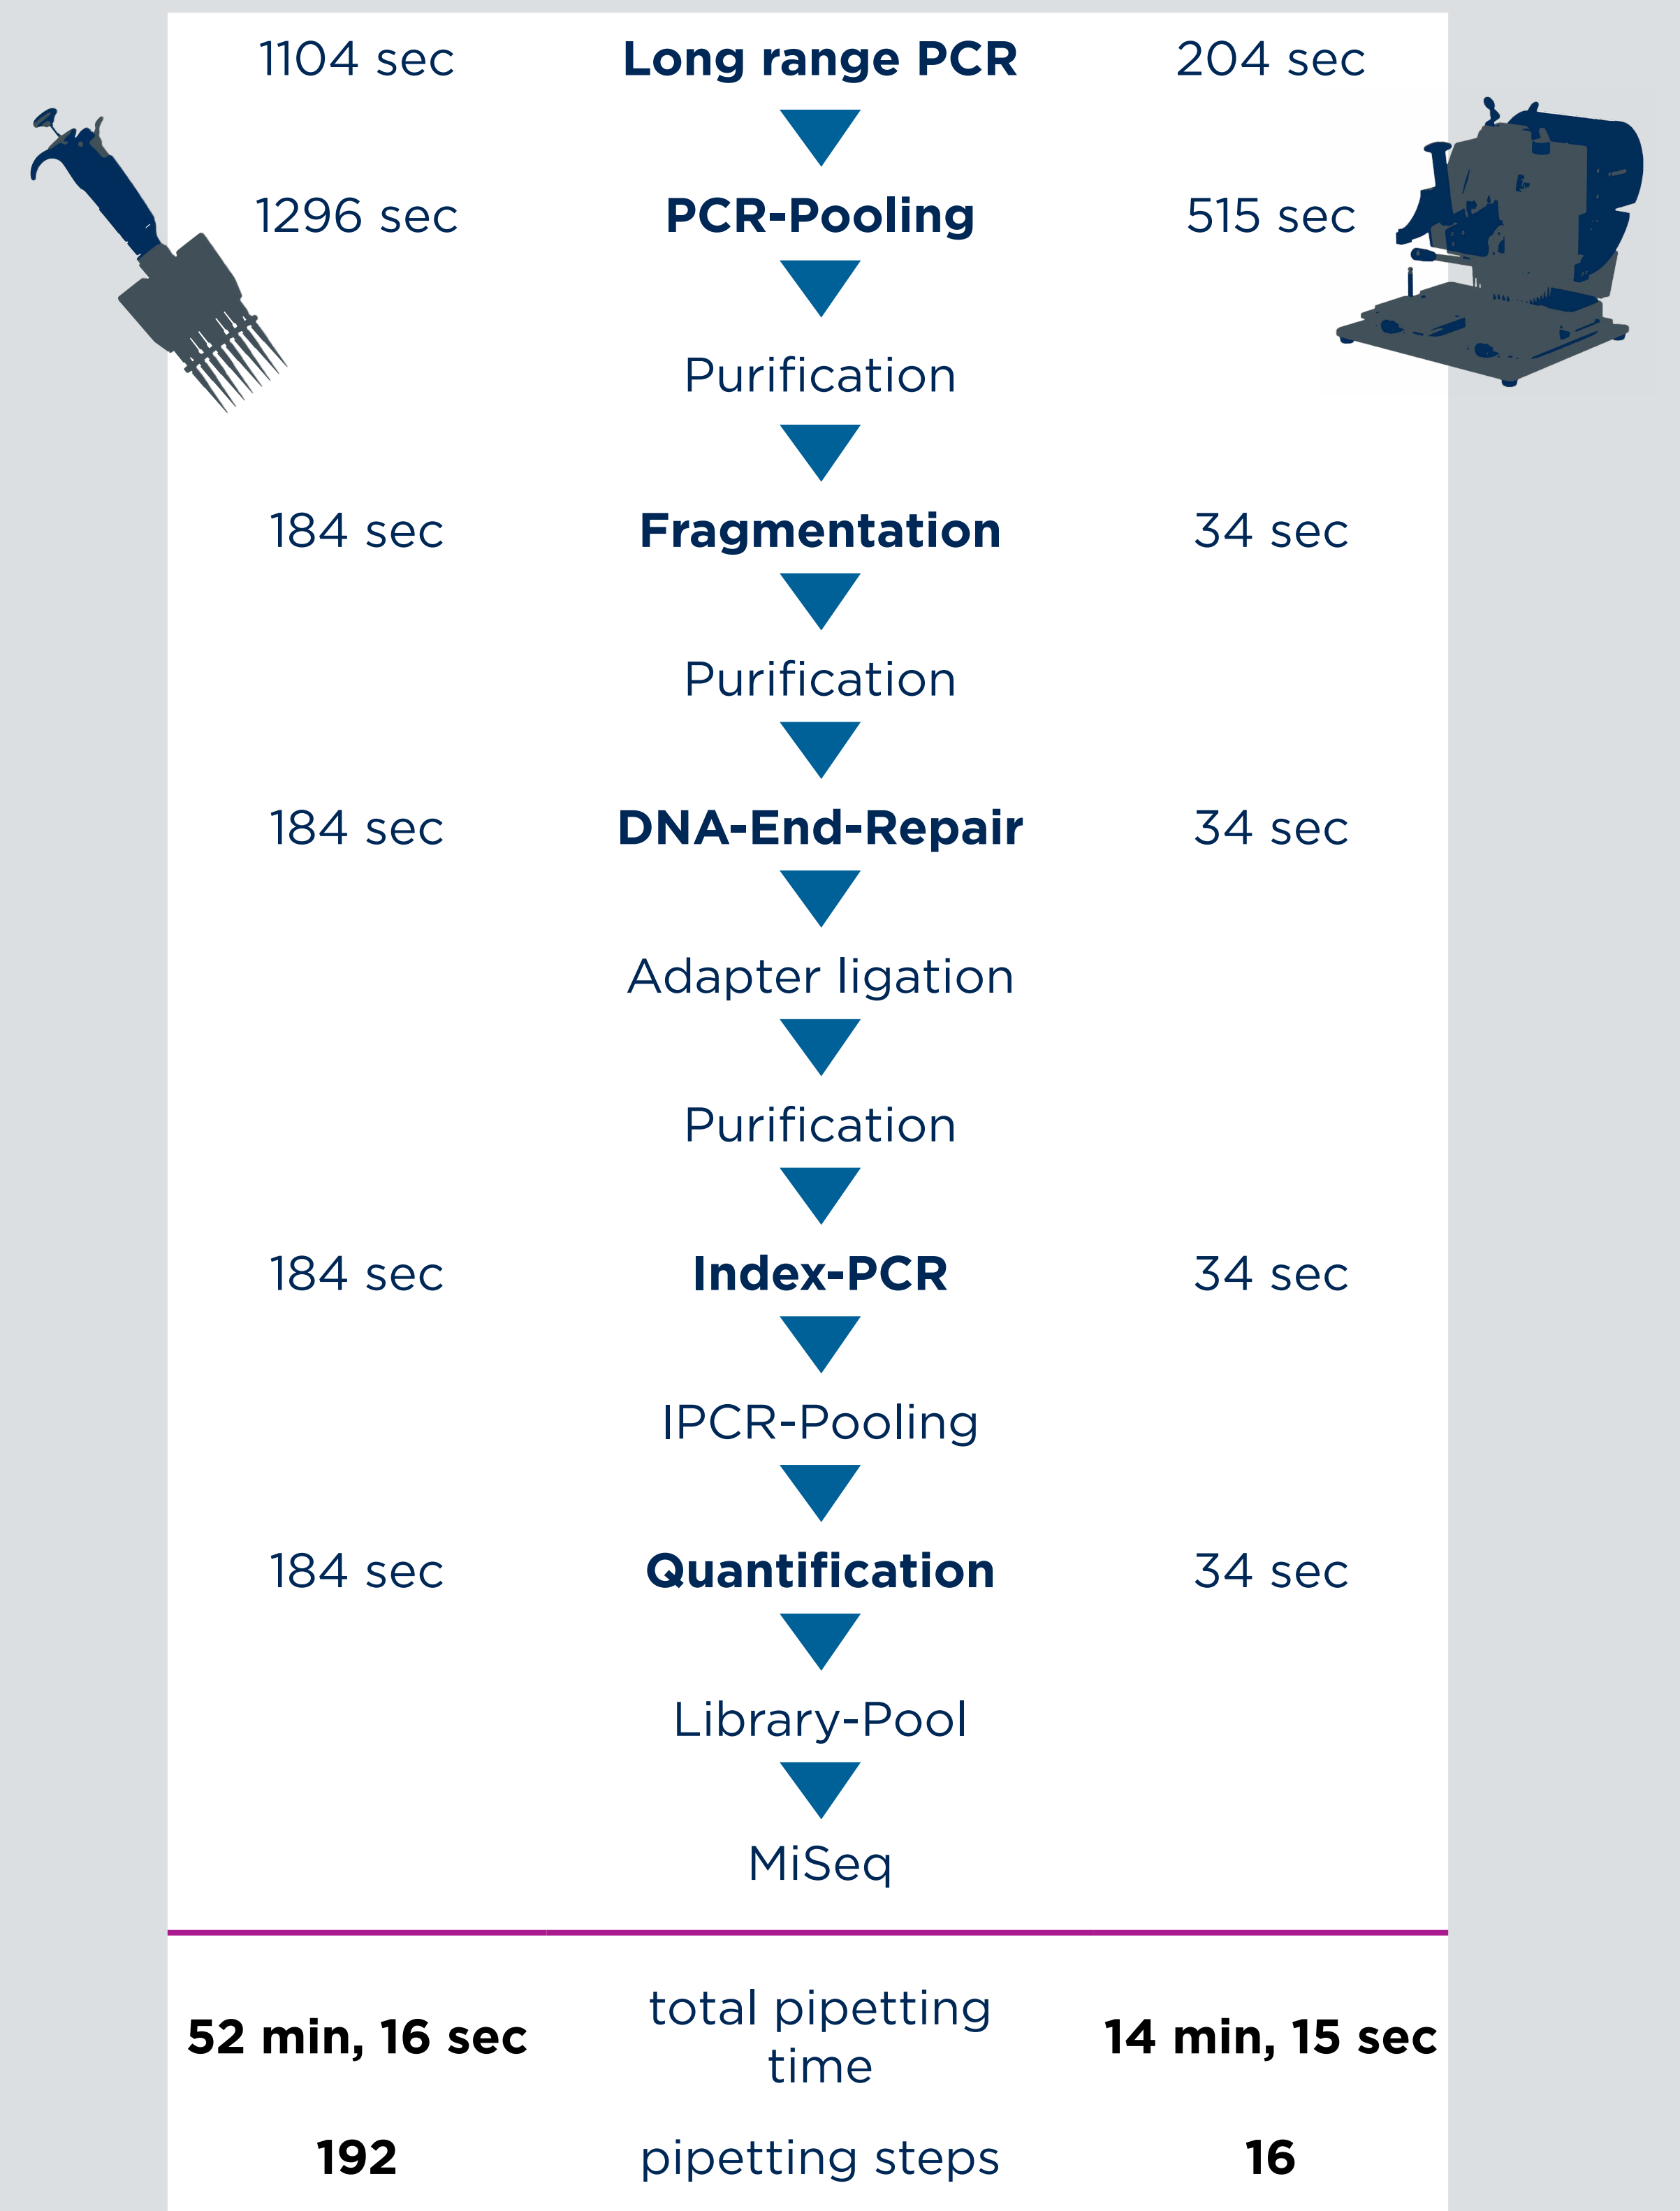 1104 sec Long range PCR 204 sec
1296 sec PCR-Pooling 515 sec
Purification
184 sec Fragmentation 34 sec
Purification
184 sec DNA-End-Repair 34 sec
Adapter ligation
Purification
184 sec Index-PCR 34 sec
IPCR-Pooling
184 sec Quantification 34 sec
Library-Pool
MiSeq
52 min, 16 sec total pipetting time 14 min, 15 sec
192 pipetting steps 16